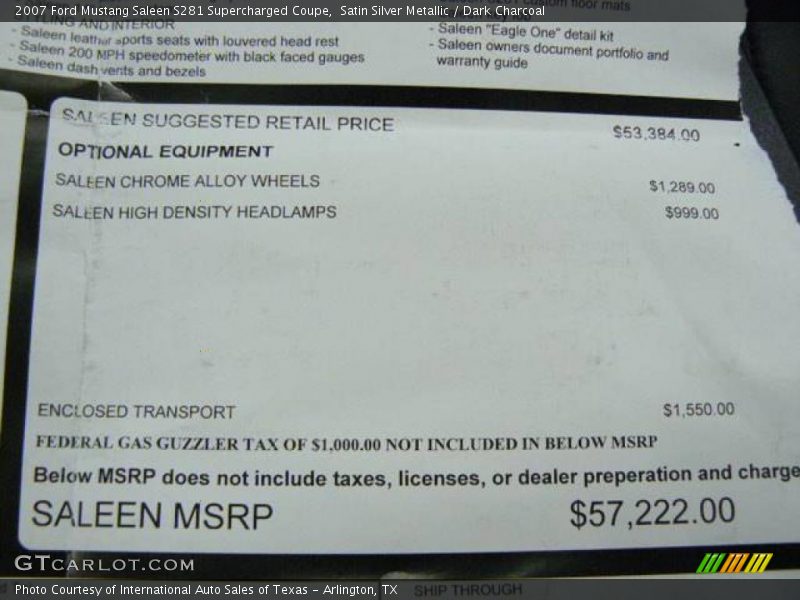 2007 Ford Mustang Saleen S281 Supercharged Coupe, Satin Silver Metallic / Dark Charcoal
STYLING AND INTERIOR
- Saleen leather sports seats with louvered head rest
- Saleen 200 MPH speedometer with black faced gauges
- Saleen dash vents and bezels
floor mats
- Saleen "Eagle One" detail kit
- Saleen owners document portfolio and
warranty guide
SALEEN SUGGESTED RETAIL PRICE $53,384.00
OPTIONAL EQUIPMENT
SALEEN CHROME ALLOY WHEELS $1,289.00
SALEEN HIGH DENSITY HEADLAMPS $999.00
ENCLOSED TRANSPORT $1,550.00
FEDERAL GAS GUZZLER TAX OF $1,000.00 NOT INCLUDED IN BELOW MSRP
Below MSRP does not include taxes, licenses, or dealer preperation and charge
SALEEN MSRP $57,222.00
GTCARLOT.COM
Photo Courtesy of International Auto Sales of Texas - Arlington, TX
SHIP THROUGH